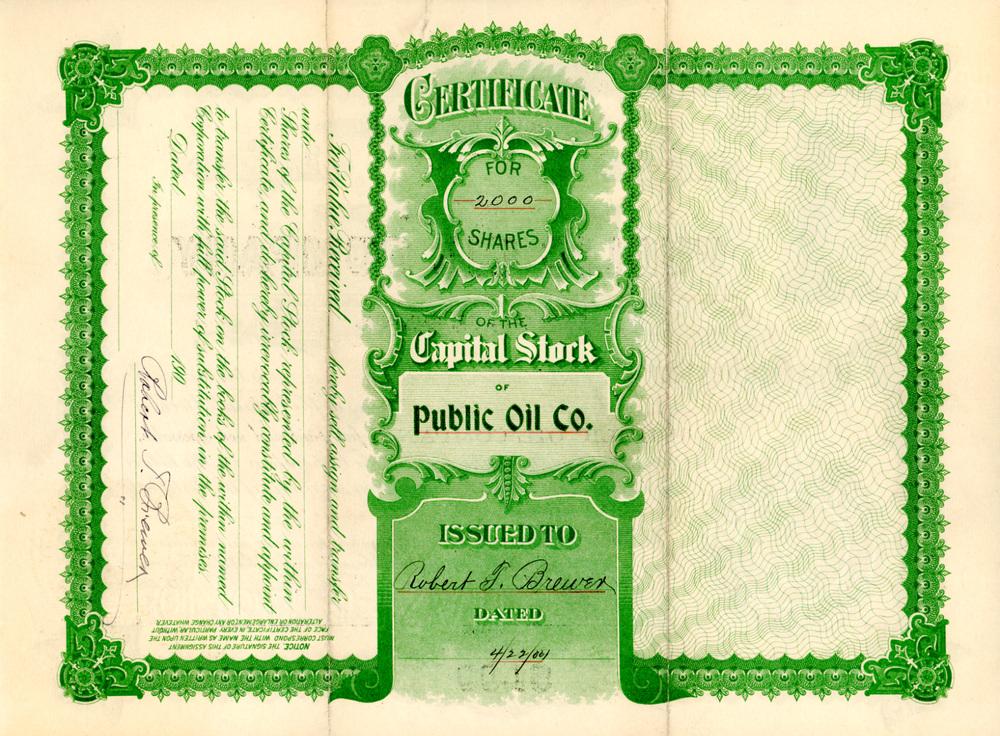 CERTIFICATE
FOR
2000
SHARES
OF THE
Capital Stock
OF
Public Oil Co.
ISSUED TO
Robert T. Brewer
DATED
4/22/04
For Value Received hereby sell, assign and transfer
unto
Shares of the Capital Stock represented by the within
Certificate, and do hereby irrevocably constitute and appoint
to transfer the said Stock on the books of the within named
Corporation with full power of substitution in the premises.
Dated 190
In presence of
Robert T. Brewer
NOTICE. THE SIGNATURE OF THIS ASSIGNMENT
MUST CORRESPOND WITH THE NAME AS WRITTEN UPON THE
FACE OF THE CERTIFICATE, IN EVERY PARTICULAR WITHOUT
ALTERATION OR ENLARGEMENT, OR ANY CHANGE WHATEVER.